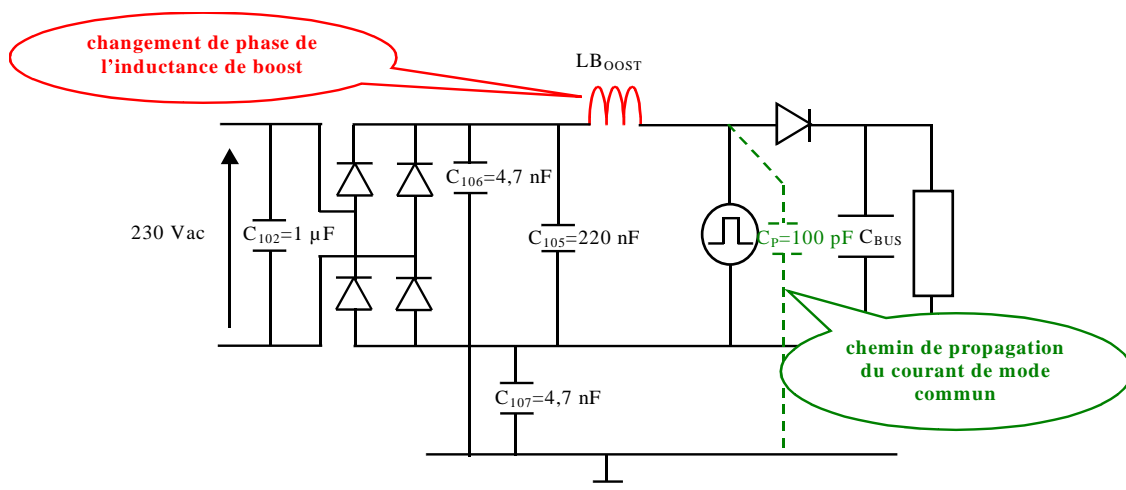 changement de phase de
l'inductance de boost
LBOOST
C106=4,7 nF
230 Vac
C102=1 µF
C105=220 nF
CP=100 pF
CBUS
chemin de propagation
du courant de mode
commun
C107=4,7 nF